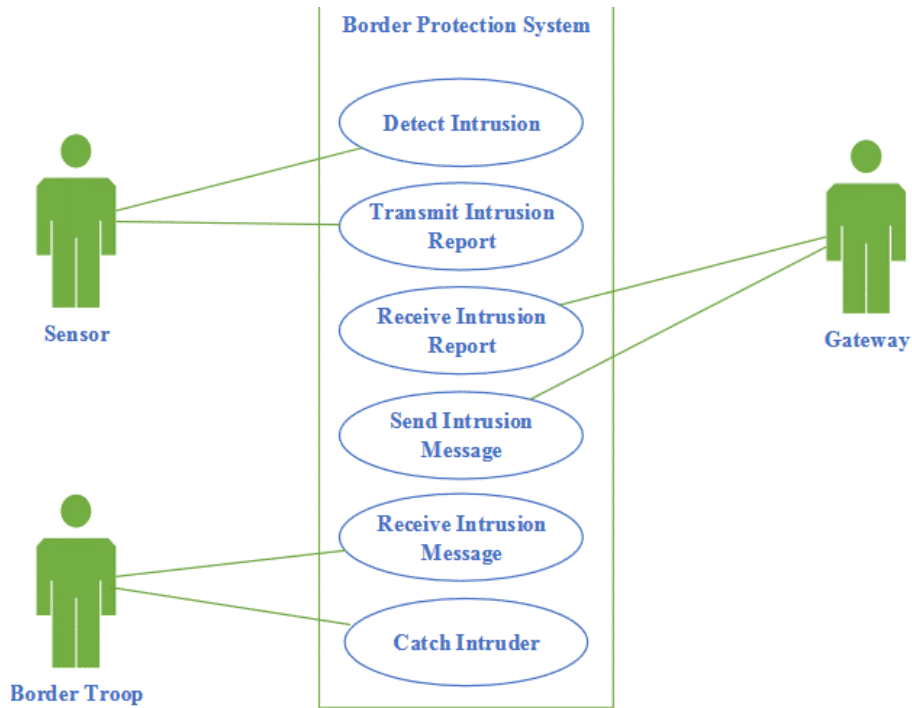 Border Protection System
Detect Intrusion
Transmit Intrusion
Report
Sensor
Receive Intrusion
Report
Gateway
Send Intrusion
Message
Receive Intrusion
Message
Catch Intruder
Border Troop